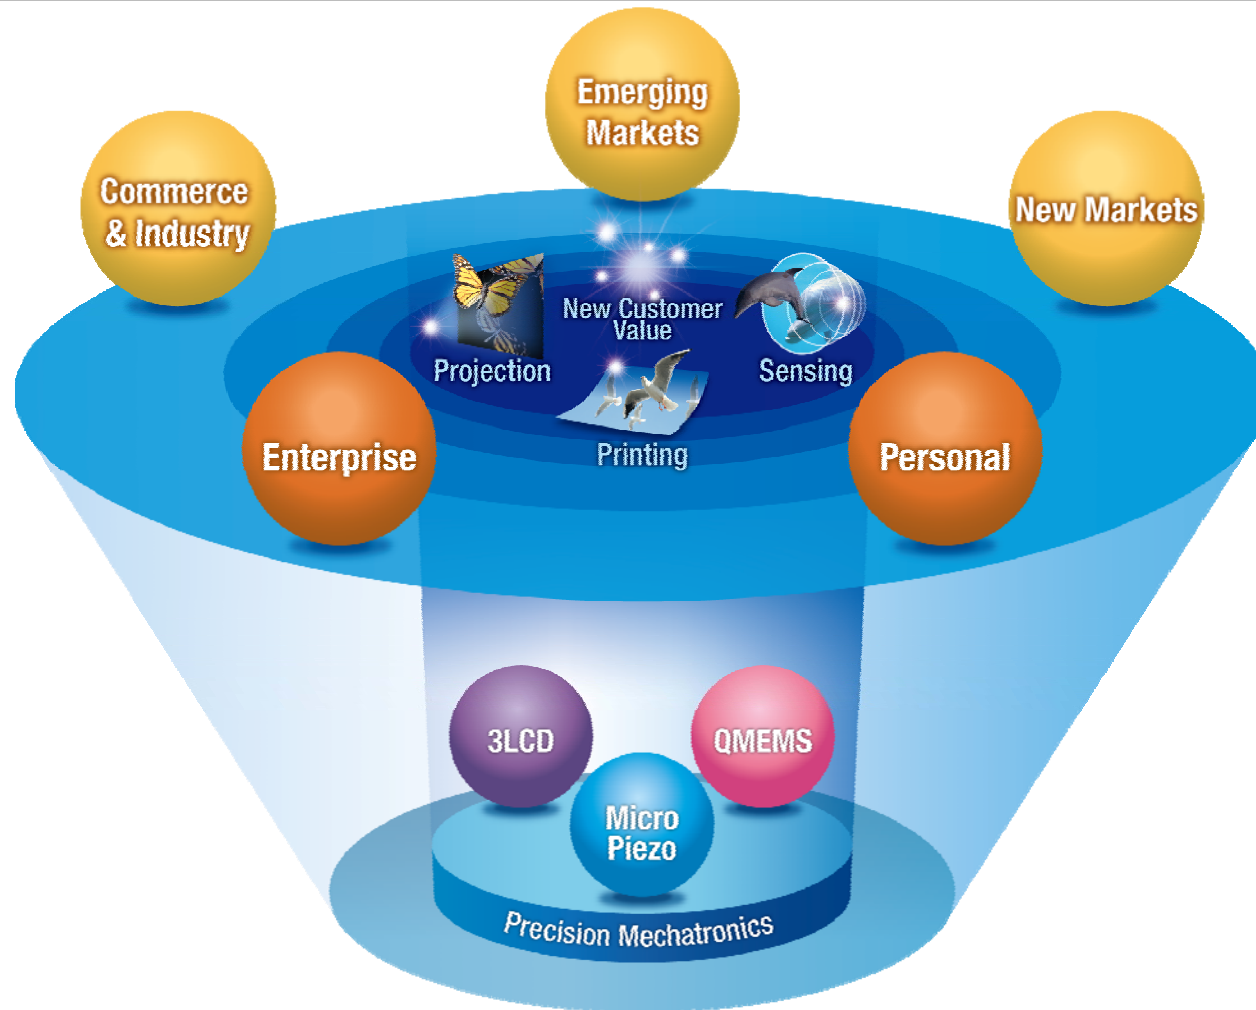 Emerging
Markets
Commerce
& Industry
New Markets
New Customer
Value
Projection
Sensing
Printing
Enterprise
Personal
3LCD
QMEMS
Micro
Piezo
Precision Mechatronics